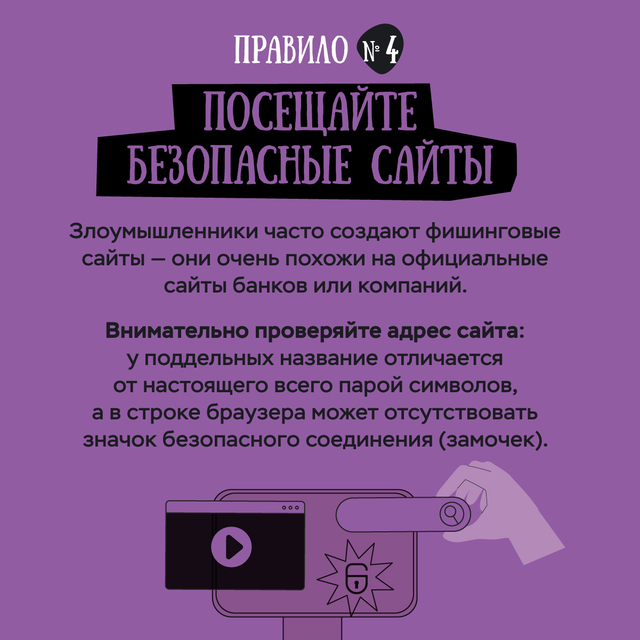 ПРАВИЛО № 4
ПОСЕЩАЙТЕ
БЕЗОПАСНЫЕ САЙТЫ
Злоумышленники часто создают фишинговые
сайты — они очень похожи на официальные
сайты банков или компаний.
Внимательно проверяйте адрес сайта:
у поддельных название отличается
от настоящего всего парой символов,
а в строке браузера может отсутствовать
значок безопасного соединения (замочек).